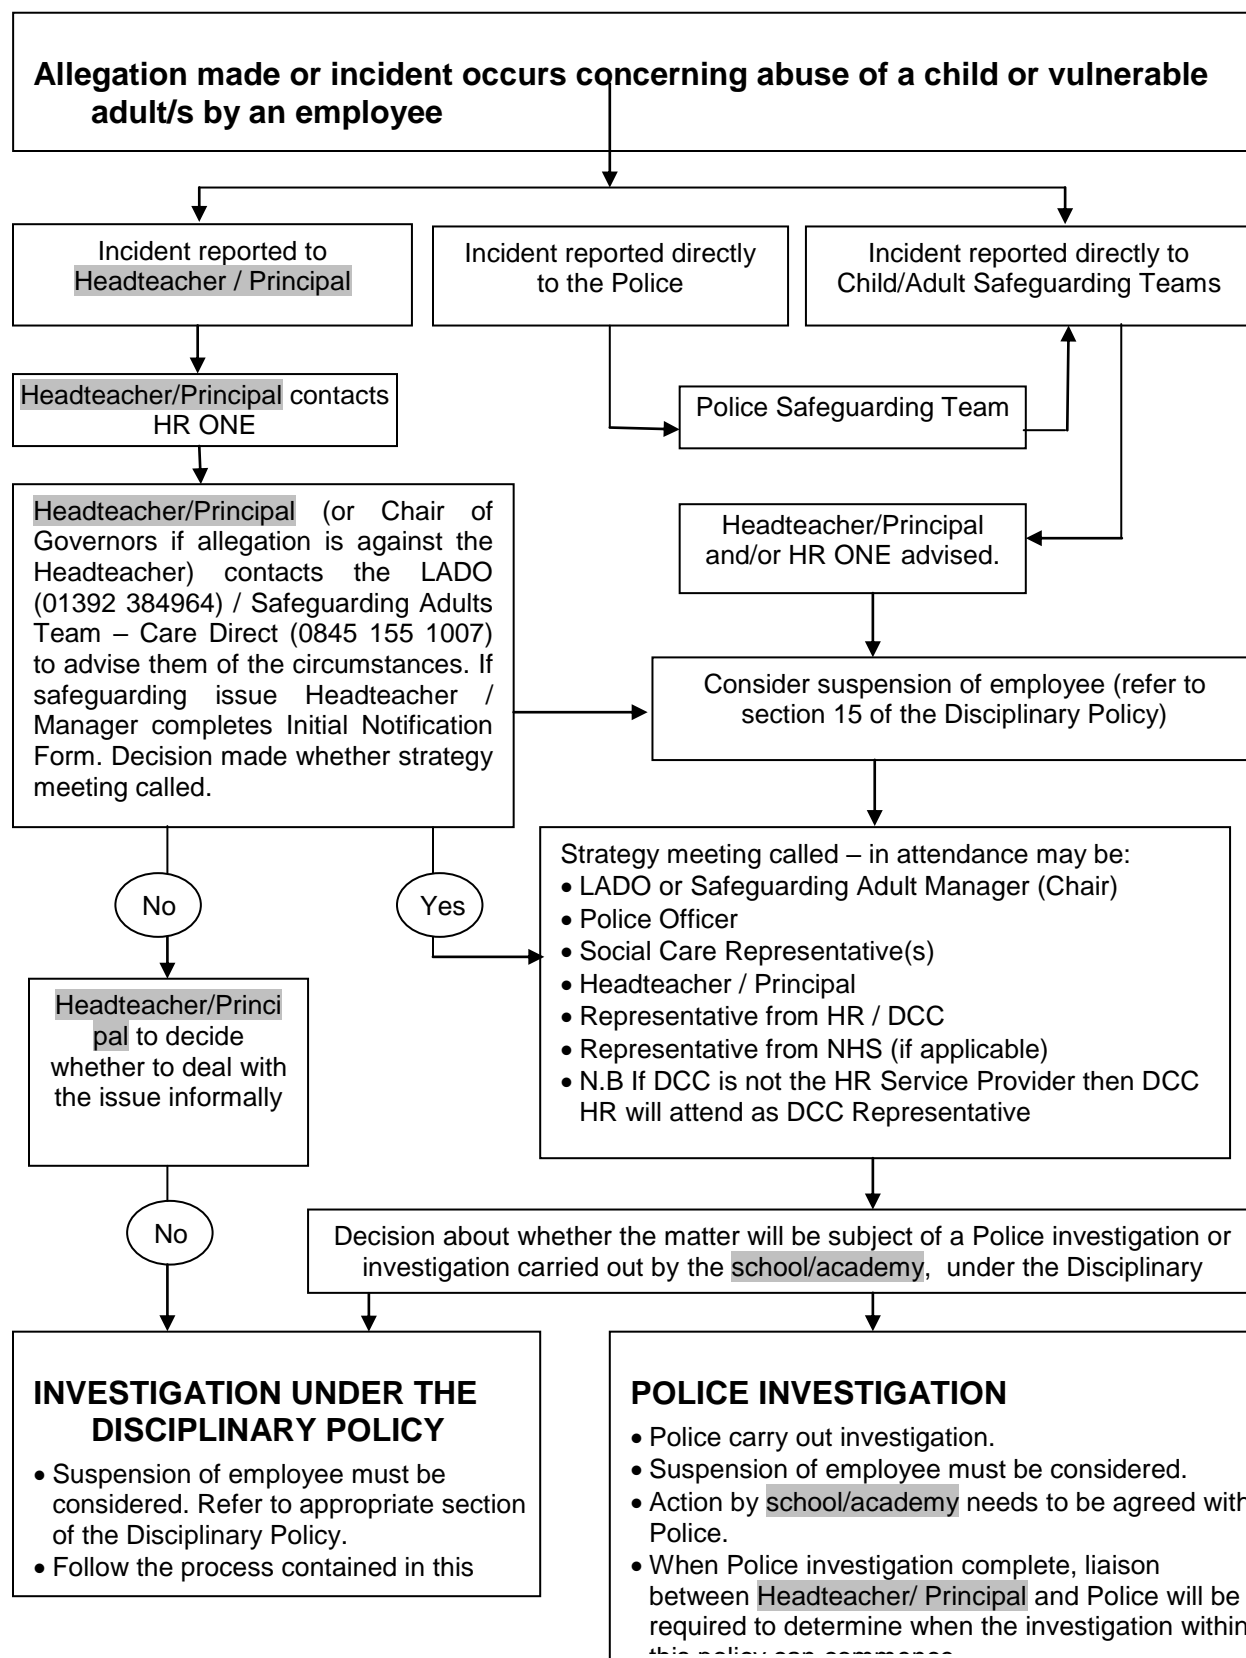 Allegation made or incident occurs concerning abuse of a child or vulnerable
adult/s by an employee
Incident reported to
Headteacher / Principal
Incident reported directly
to the Police
Incident reported directly to
Child/Adult Safeguarding Teams
Headteacher/Principal contacts
HR ONE
Police Safeguarding Team
Headteacher/Principal (or Chair of
Governors if allegation is against the
Headteacher) contacts the LADO
(01392 384964) / Safeguarding Adults
Team – Care Direct (0845 155 1007)
to advise them of the circumstances. If
safeguarding issue Headteacher /
Manager completes Initial Notification
Form. Decision made whether strategy
meeting called.
Headteacher/Principal
and/or HR ONE advised.
Consider suspension of employee (refer to
section 15 of the Disciplinary Policy)
No
Yes
Strategy meeting called – in attendance may be:
• LADO or Safeguarding Adult Manager (Chair)
• Police Officer
• Social Care Representative(s)
• Headteacher / Principal
• Representative from HR / DCC
• Representative from NHS (if applicable)
• N.B If DCC is not the HR Service Provider then DCC
HR will attend as DCC Representative
Headteacher/Princi
pal to decide
whether to deal with
the issue informally
No
Decision about whether the matter will be subject of a Police investigation or
investigation carried out by the school/academy, under the Disciplinary
INVESTIGATION UNDER THE
DISCIPLINARY POLICY
• Suspension of employee must be
considered. Refer to appropriate section
of the Disciplinary Policy.
• Follow the process contained in this
POLICE INVESTIGATION
• Police carry out investigation.
• Suspension of employee must be considered.
• Action by school/academy needs to be agreed with
Police.
• When Police investigation complete, liaison
between Headteacher/ Principal and Police will be
required to determine when the investigation within
this policy can commence